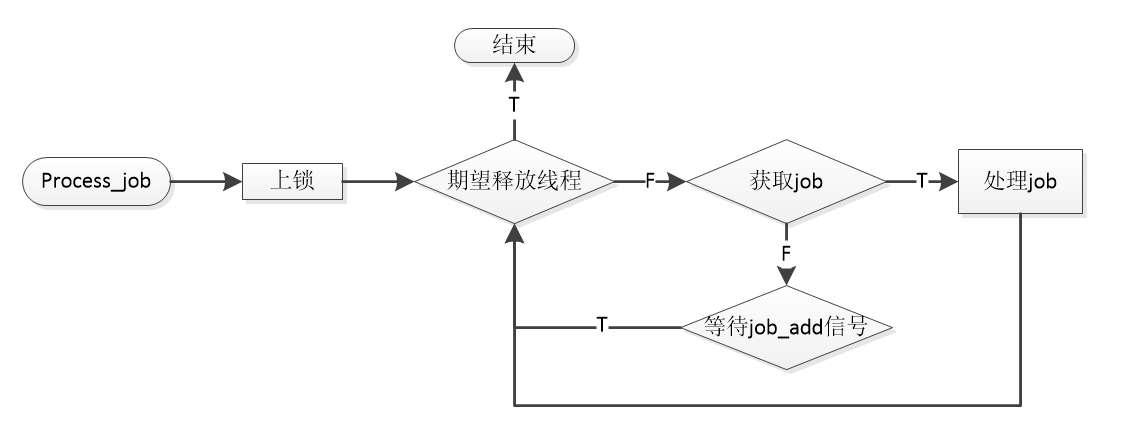 结束
T
Process_job
上锁
期望释放线程
F
获取job
T
处理job
F
T
等待job_add信号